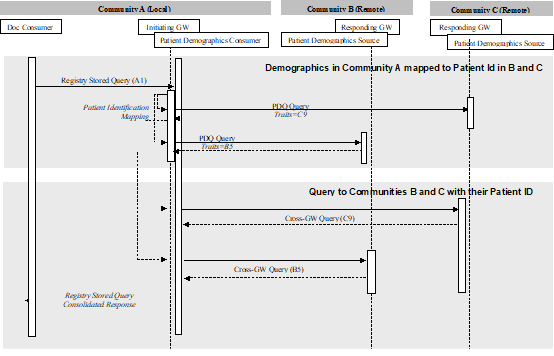 Community A (Local)
Community B (Remote)
Community C (Remote)
Doc Consumer
Initiating GW
Responding GW
Responding GW
Patient Demographics Consumer
Patient Demographics Source
Patient Demographics Source
Demographics in Community A mapped to Patient Id in B and C
Registry Stored Query (A1)
Patient Identification
Mapping
PDQ Query
Traits=C9
PDQ Query
Traits=B5
Query to Communities B and C with their Patient ID
Cross-GW Query (C9)
Cross-GW Query (B5)
Registry Stored Query
Consolidated Response